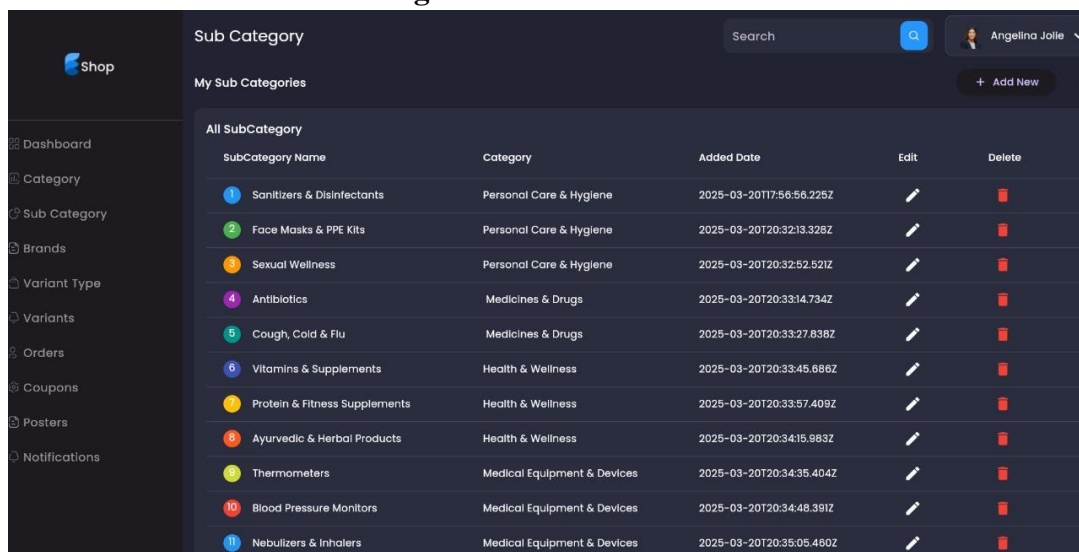 Sub Category
Search
Angelina Jolie
Shop
My Sub Categories
+ Add New
Dashboard
Category
Sub Category
Brands
Variant Type
Variants
Orders
Coupons
Posters
Notifications
All SubCategory
SubCategory Name Category Added Date Edit Delete
1 Sanitizers & Disinfectants Personal Care & Hygiene 2025-03-20T17:56:56.225Z
2 Face Masks & PPE Kits Personal Care & Hygiene 2025-03-20T20:32:13.328Z
3 Sexual Wellness Personal Care & Hygiene 2025-03-20T20:32:52.521Z
4 Antibiotics Medicines & Drugs 2025-03-20T20:33:14.734Z
5 Cough, Cold & Flu Medicines & Drugs 2025-03-20T20:33:27.838Z
6 Vitamins & Supplements Health & Wellness 2025-03-20T20:33:45.686Z
7 Protein & Fitness Supplements Health & Wellness 2025-03-20T20:33:57.409Z
8 Ayurvedic & Herbal Products Health & Wellness 2025-03-20T20:34:15.983Z
9 Thermometers Medical Equipment & Devices 2025-03-20T20:34:35.404Z
10 Blood Pressure Monitors Medical Equipment & Devices 2025-03-20T20:34:48.391Z
11 Nebulizers & Inhalers Medical Equipment & Devices 2025-03-20T20:35:05.460Z